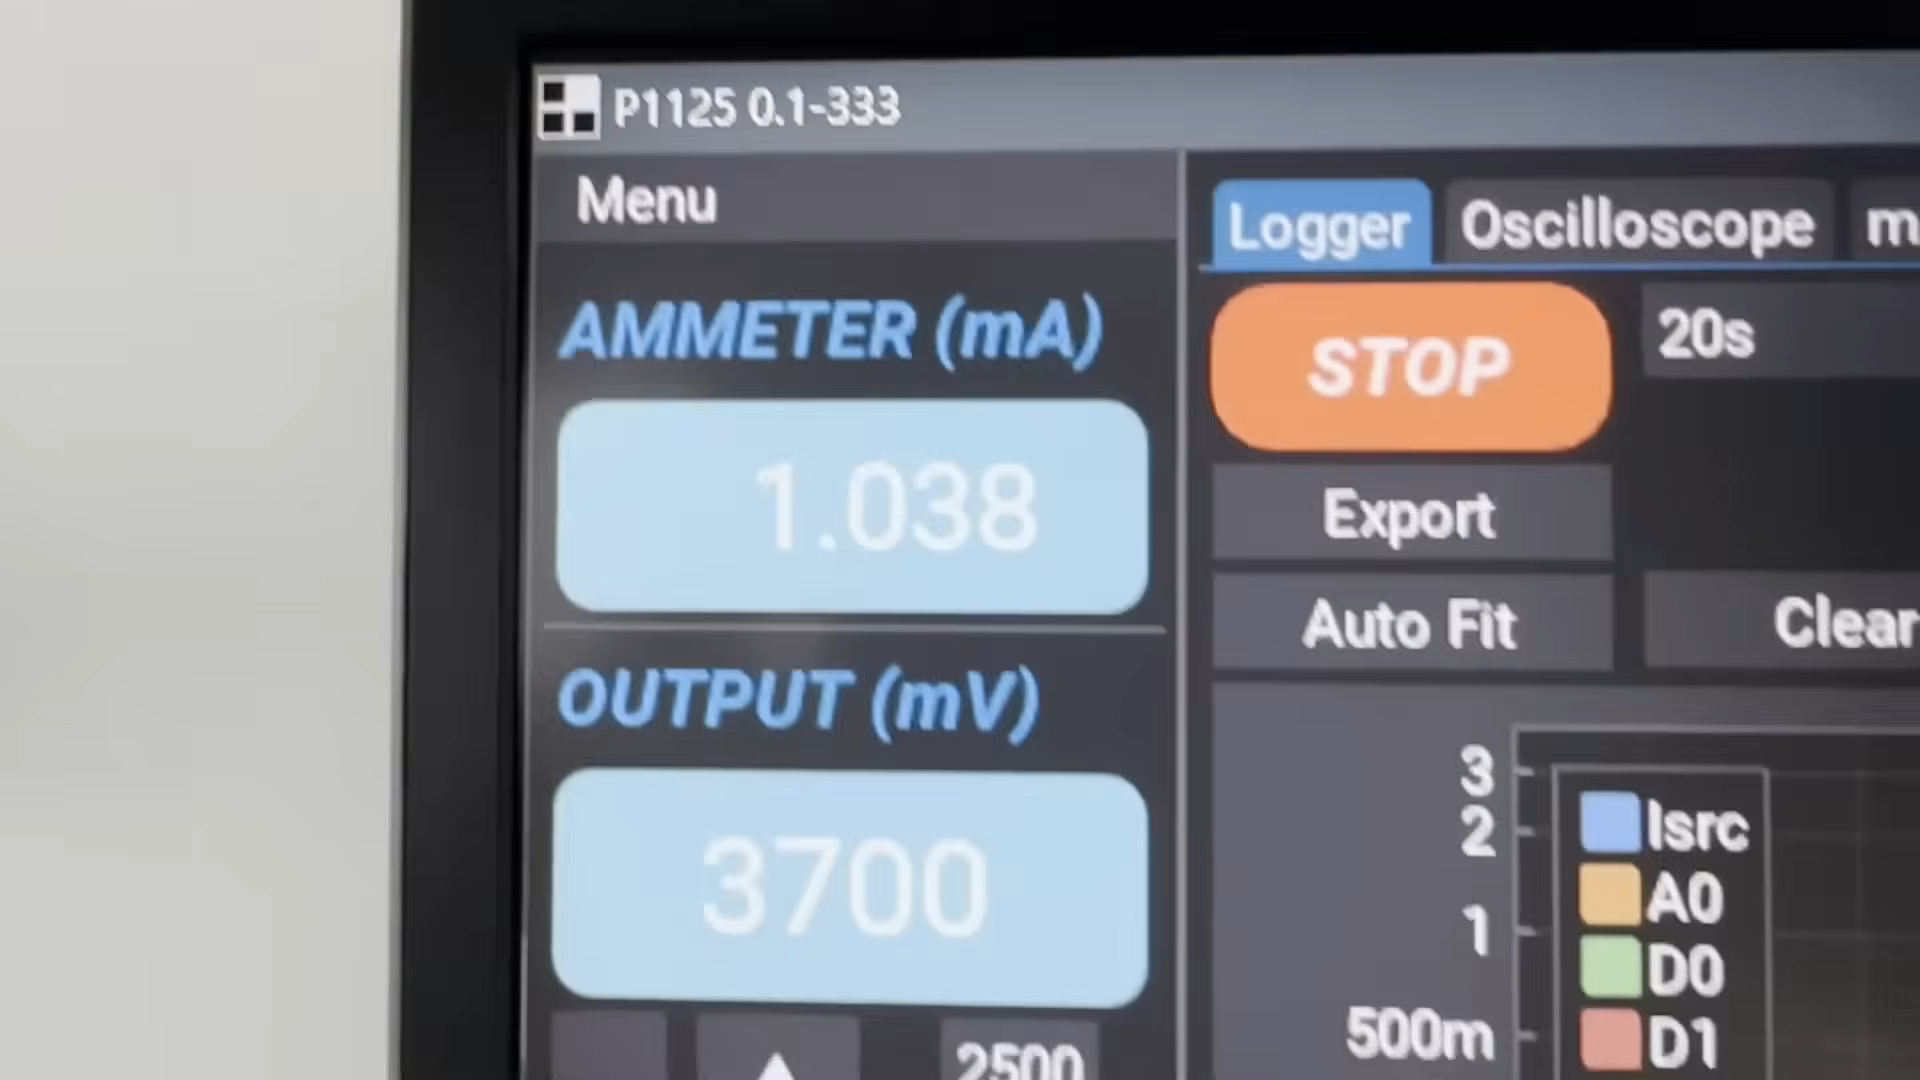 P1125 0.1-333
Menu
Logger Oscilloscope m
AMMETER (mA)
STOP 20s
1.038
Export
Auto Fit Clear
OUTPUT (mV)
3700
3
2
1
500m
Isrc
A0
D0
D1
2500